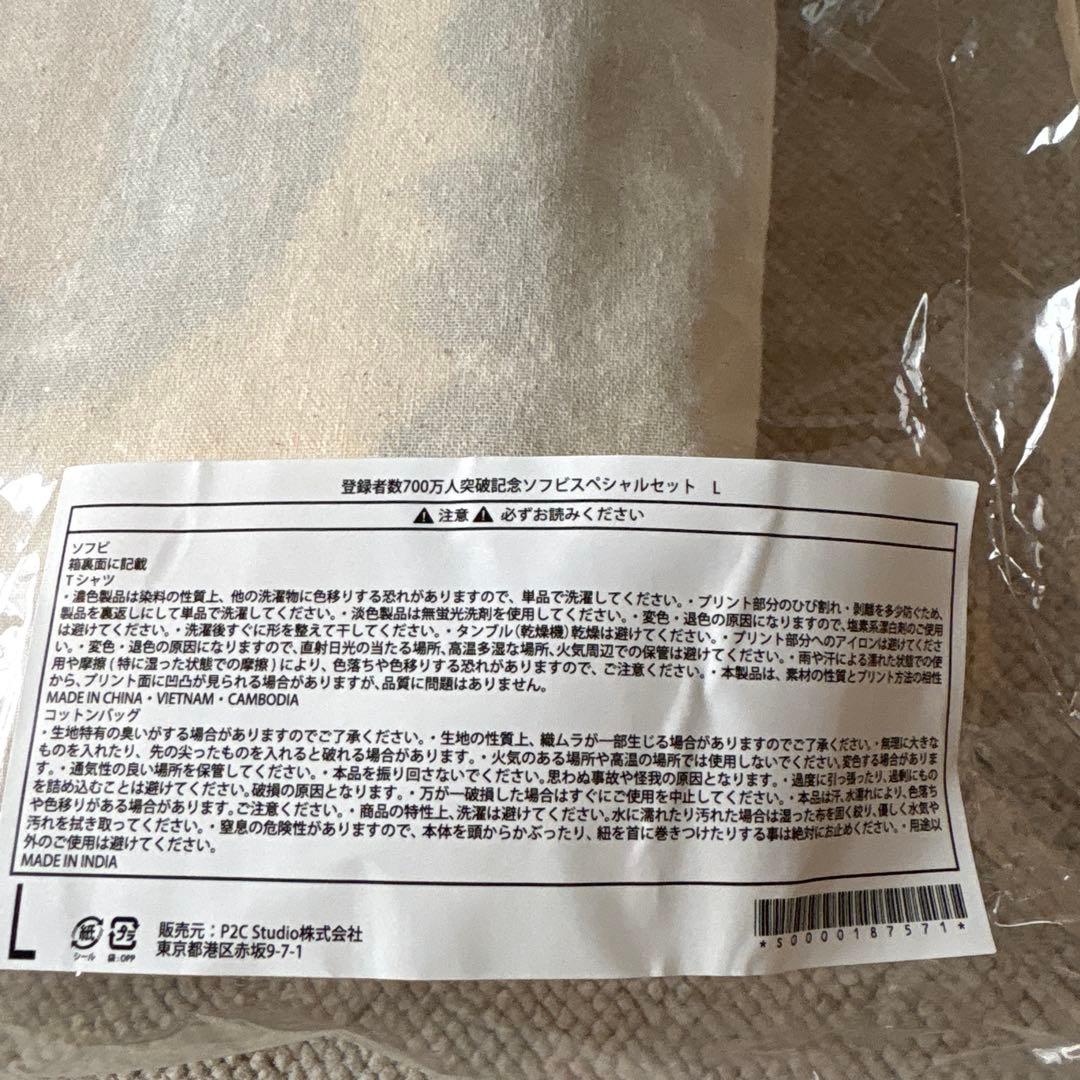 登録者数700万人突破記念ソフビスペシャルセット L
⚠ 注意 ⚠ 必ずお読みください
ソフビ
箱裏面に記載
Tシャツ
・濃色製品は染料の性質上、他の洗濯物に色移りする恐れがありますので、単品で洗濯してください。・プリント部分のひび割れ・剥離を多少防ぐため、
製品を裏返しにして単品で洗濯してください。・淡色製品は無蛍光洗剤を使用してください。・変色・退色の原因になりますので、塩素系漂白剤のご使用
は避けてください。・洗濯後すぐに形を整えて干してください。・タンブル(乾燥機)乾燥は避けてください。・プリント部分へのアイロンは避けてくださ
い。・変色・退色の原因になりますので、直射日光の当たる場所、高温多湿な場所、火気周辺での保管は避けてください。・雨や汗による濡れた状態での使
用や摩擦(特に湿った状態での摩擦)により、色落ちや色移りする恐れがありますので、ご注意ください。・本製品は、素材の性質とプリント方法の相性
から、プリント面に凹凸が見られる場合がありますが、品質に問題はありません。
MADE IN CHINA・VIETNAM・CAMBODIA
コットンバッグ
・生地特有の臭いがする場合がありますのでご了承ください。・生地の性質上、織ムラが一部生じる場合がありますのでご了承ください。・無理に大きな
ものを入れたり、先の尖ったものを入れると破れる場合があります。・火気のある場所や高温の場所では使用しないでください。変色する場合がありま
す。・通気性の良い場所を保管してください。・本品を振り回さないでください。思わぬ事故や怪我の原因となります。・過度に引っ張ったり、過剰にもの
を詰め込むことは避けてください。破損の原因となります。・万が一破損した場合はすぐにご使用を中止してください。・本品は汗、水濡れにより、色落ち
や色移りがある場合があります。ご注意ください。・商品の特性上、洗濯は避けてください。水に濡れたり汚れた場合は湿った布を固く絞り、優しく水気や
汚れを拭き取ってください。・窒息の危険性がありますので、本体を頭からかぶったり、紐を首に巻きつけたりする事は絶対にお止めください。・用途以
外のご使用は避けてください。
MADE IN INDIA
L
紙
シール
プラ
袋:OPP
販売元:P2C Studio株式会社
東京都港区赤坂9-7-1
*S0000187571*